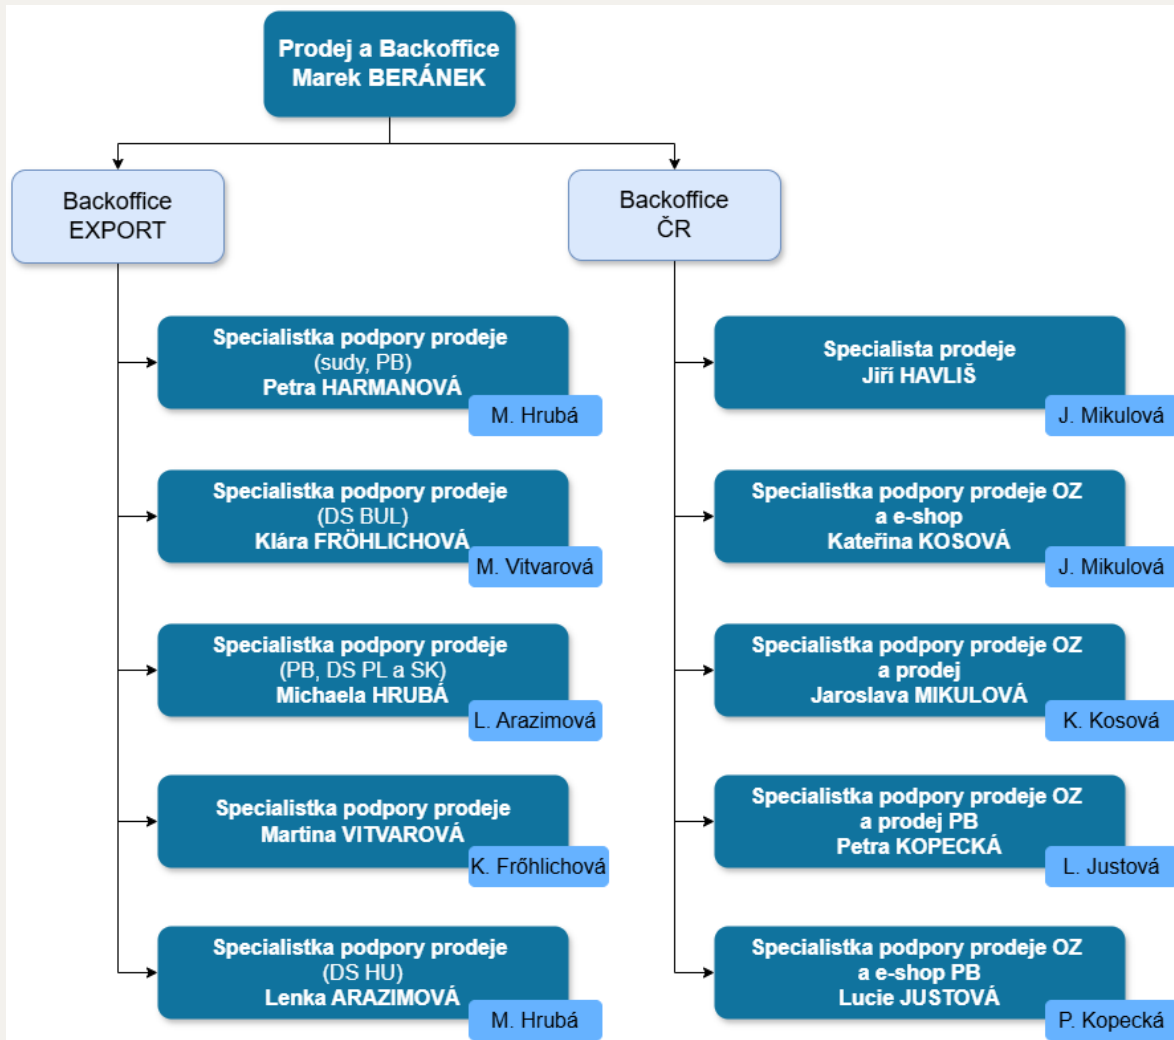 Prodej a Backoffice
Marek BERÁNEK
Backoffice
EXPORT
Specialistka podpory prodeje
(sudy, PB)
Petra HARMANOVÁ
M. Hrubá
Specialistka podpory prodeje
(DS BUL)
Klára FRÖHLICHOVÁ
M. Vitvarová
Specialistka podpory prodeje
(PB, DS PL a SK)
Michaela HRUBÁ
L. Arazimová
Specialistka podpory prodeje
Martina VITVAROVÁ
K. Frőhlichová
Specialistka podpory prodeje
(DS HU)
Lenka ARAZIMOVÁ
M. Hrubá
Backoffice
ČR
Specialista prodeje
Jiří HAVLIŠ
J. Mikulová
Specialistka podpory prodeje OZ
a e-shop
Kateřina KOSOVÁ
J. Mikulová
Specialistka podpory prodeje OZ
a prodej
Jaroslava MIKULOVÁ
K. Kosová
Specialistka podpory prodeje OZ
a prodej PB
Petra KOPECKÁ
L. Justová
Specialistka podpory prodeje OZ
a e-shop PB
Lucie JUSTOVÁ
P. Kopecká